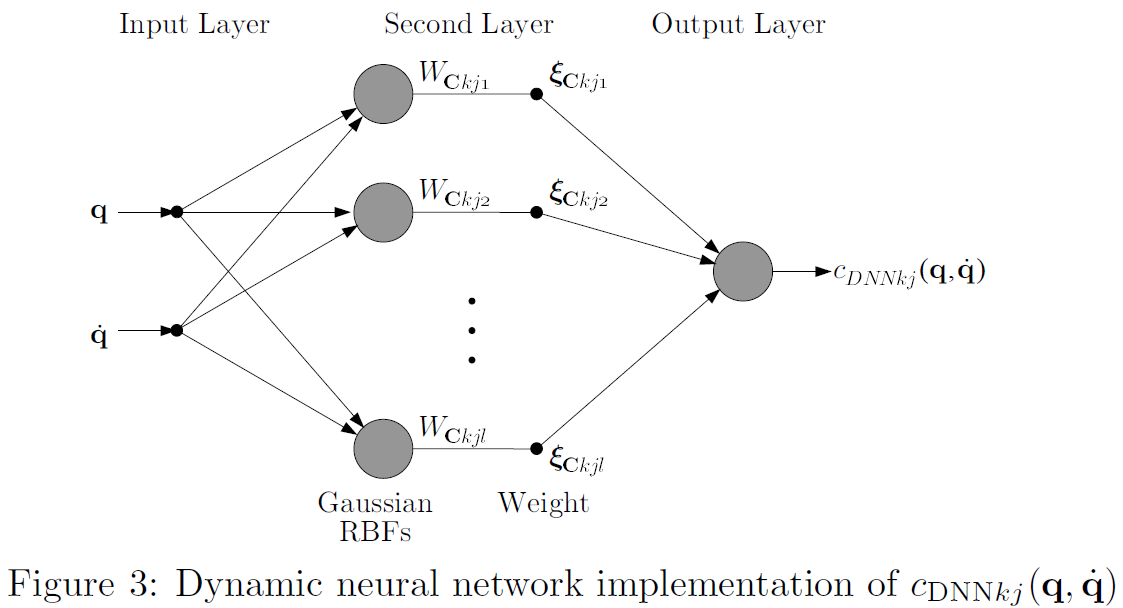 Input Layer
Second Layer
Output Layer
W_{Ckj1}
ξ_{Ckj1}
q
W_{Ckj2}
ξ_{Ckj2}
q̇
c_{DNNkj}(q,q̇)
W_{Ckjl}
ξ_{Ckjl}
Gaussian
RBFs
Weight
Figure 3: Dynamic neural network implementation of c_{DNNkj}(q, q̇)